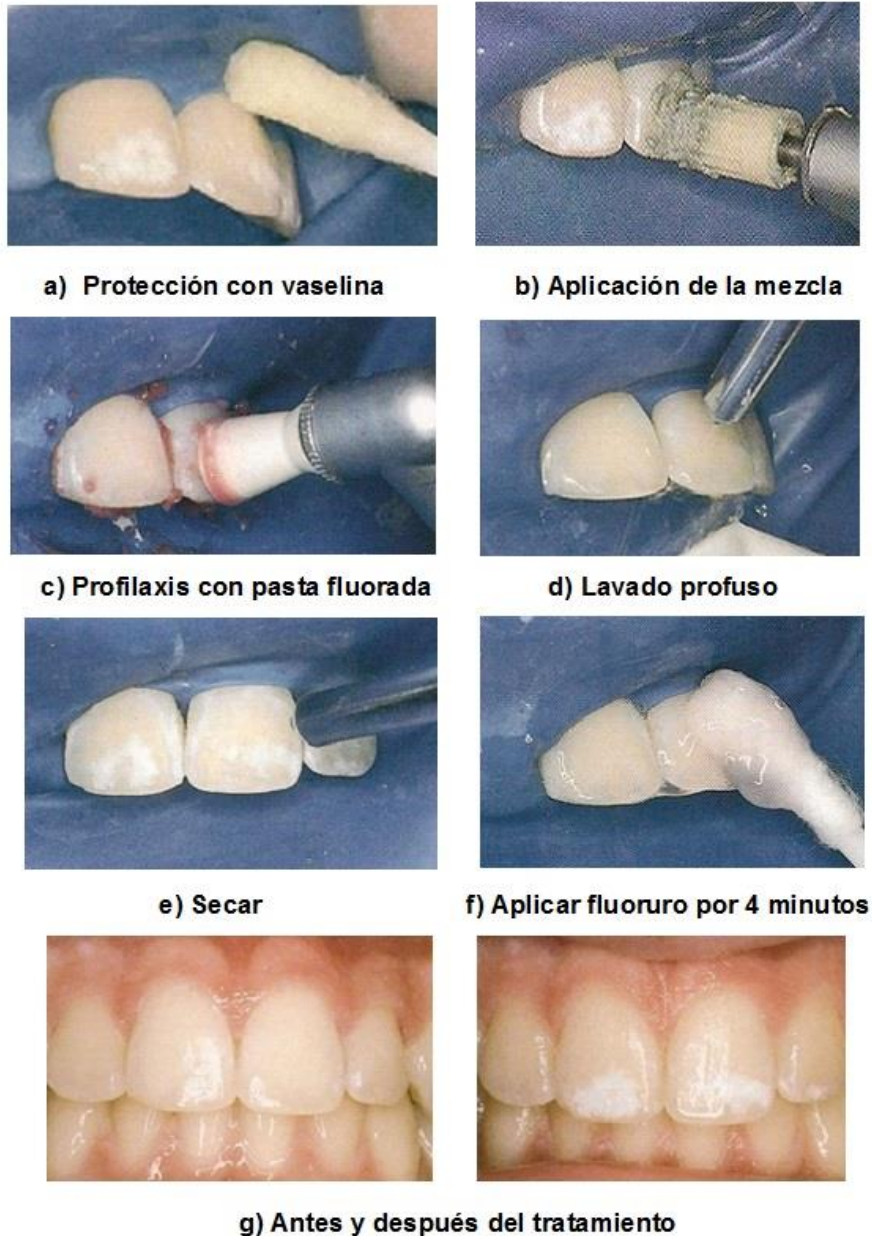 a) Protección con vaselina
b) Aplicación de la mezcla
c) Profilaxis con pasta fluorada
d) Lavado profuso
e) Secar
f) Aplicar fluoruro por 4 minutos
g) Antes y después del tratamiento